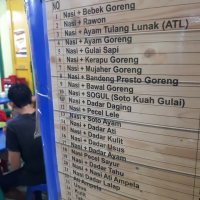 NO
1 Nasi + Bebek Goreng
2 Nasi + Rawon
3 Nasi + Ayam Tulang Lunak (ATL)
4 Nasi + Ayam Goreng
5 Nasi + Gulai Sapi
6 Nasi + Kerapu Goreng
7 Nasi + Mujaher Goreng
8 Nasi + Bandeng Presto Goreng
9 Nasi + Bawal Goreng
10 Nasi + SOGUL (Soto Kuah Gulai)
11 Nasi + Dadar Daging
12 Nasi + Pecel Lele
13 Nasi + Soto Ayam
14 Nasi + Dadar Ati
15 Nasi + Dadar Kulit
16 Nasi + Dadar Usus
17 Nasi + Dadar Ayam
Nasi + Pecel Sayur
Nasi + Dadar Tahu
Nasi + Ati Ampela
Nasi Dadar Lalap